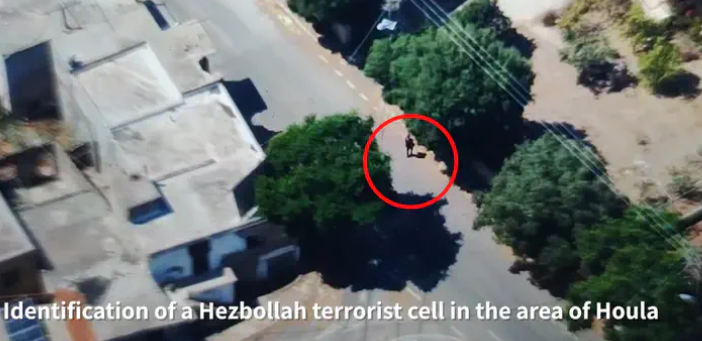 Identification of a Hezbollah terrorist cell in the area of Houla